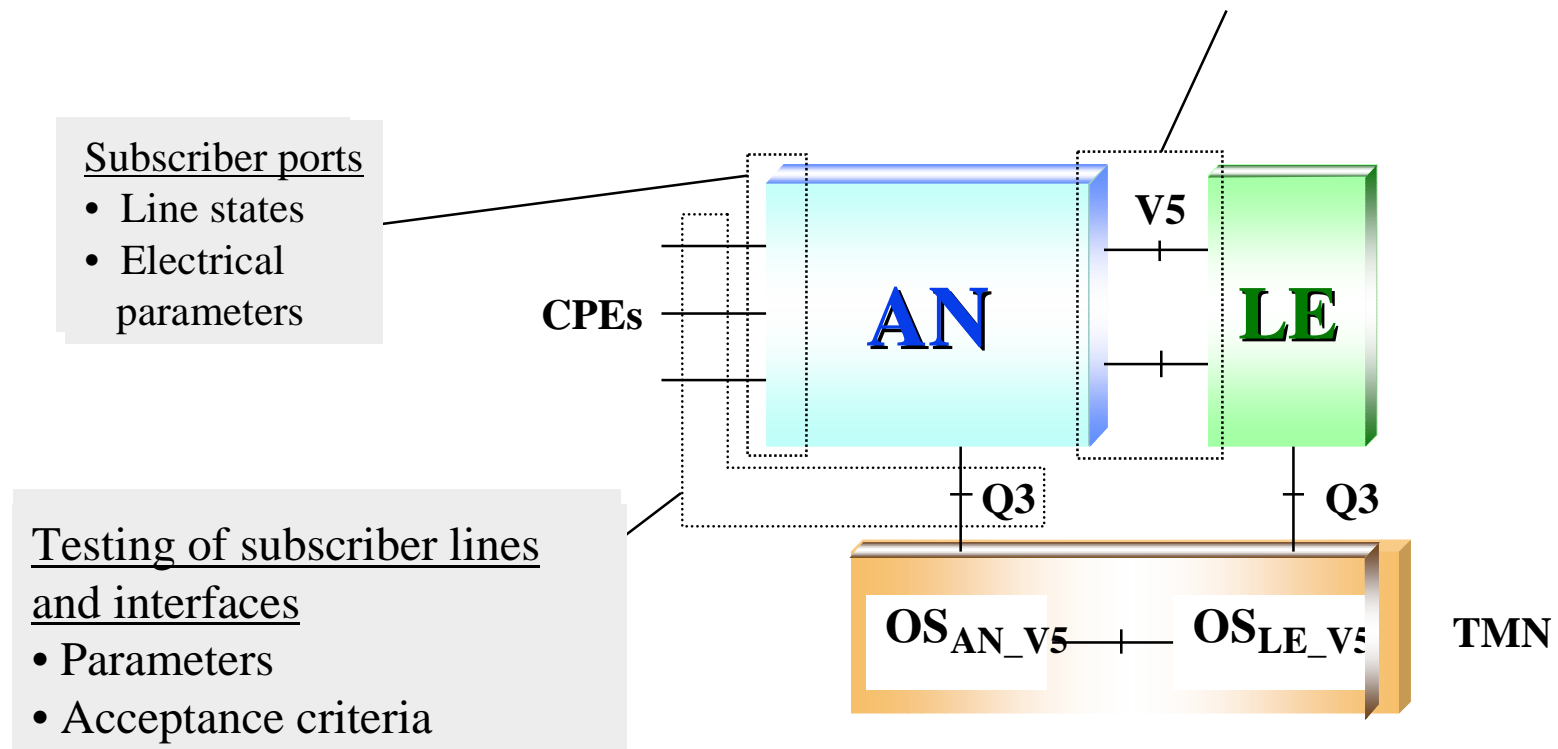 Subscriber ports
• Line states
• Electrical
parameters
V5
CPEs
AN
LE
Q3
Q3
Testing of subscriber lines
and interfaces
• Parameters
• Acceptance criteria
OSAN_V5
OSLE_V5
TMN